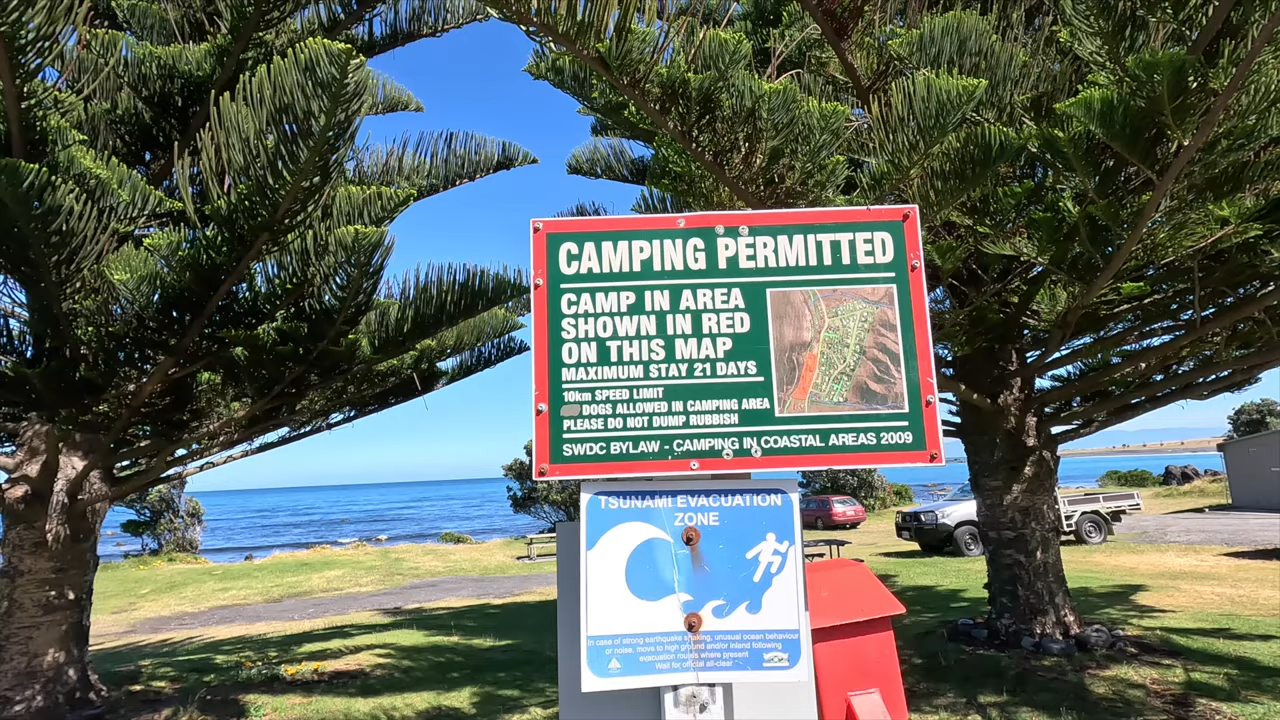 CAMPING PERMITTED
CAMP IN AREA
SHOWN IN RED
ON THIS MAP
MAXIMUM STAY 21 DAYS
10km SPEED LIMIT
DOGS ALLOWED IN CAMPING AREA
PLEASE DO NOT DUMP RUBBISH
SWDC BYLAW - CAMPING IN COASTAL AREAS 2009
TSUNAMI EVACUATION
ZONE
In case of strong earthquake shaking, unusual ocean behaviour
or noise, move to high ground and/or inland following
evacuation routes where present
Wait for official all-clear